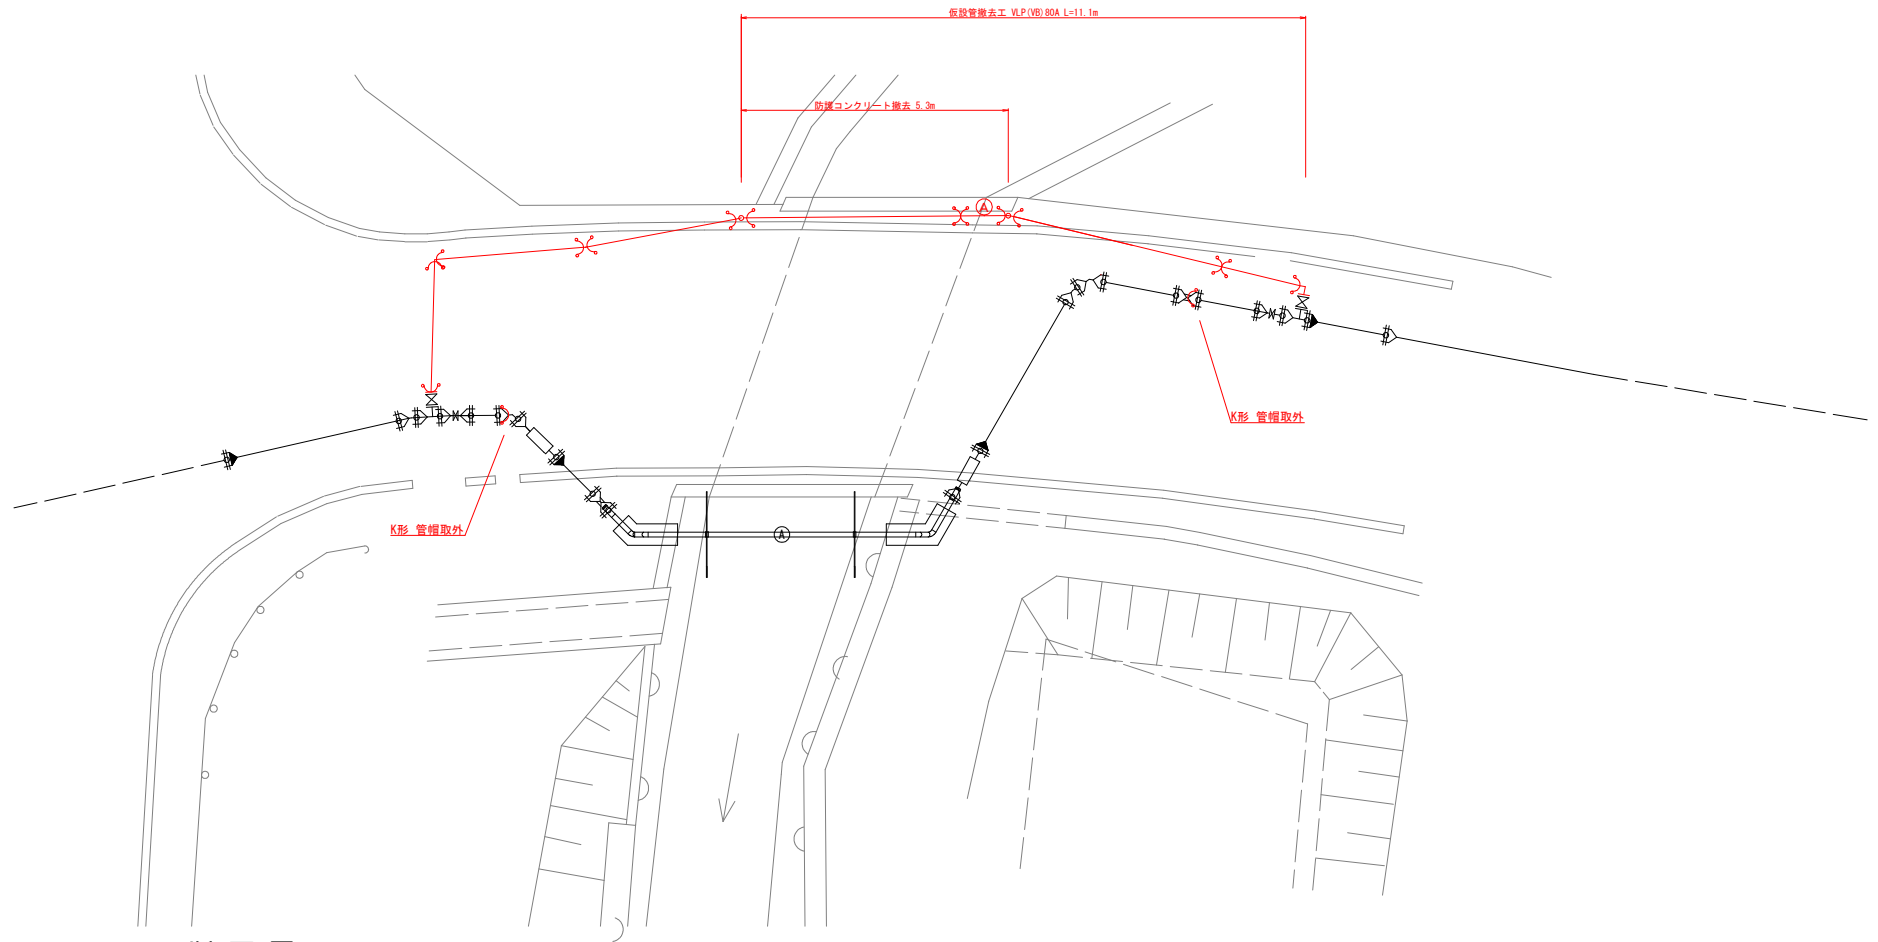 仮設管撤去工 VLP(VB)80A L=11.1m
防護コンクリート撤去 5.3m
A
K形 管帽取外
K形 管帽取外
A